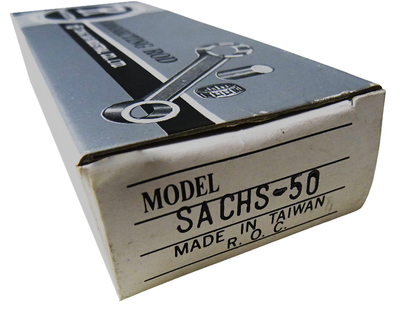 CONNECTING ROD
MODEL
SACHS-50
MADE IN TAIWAN
R. O. C.